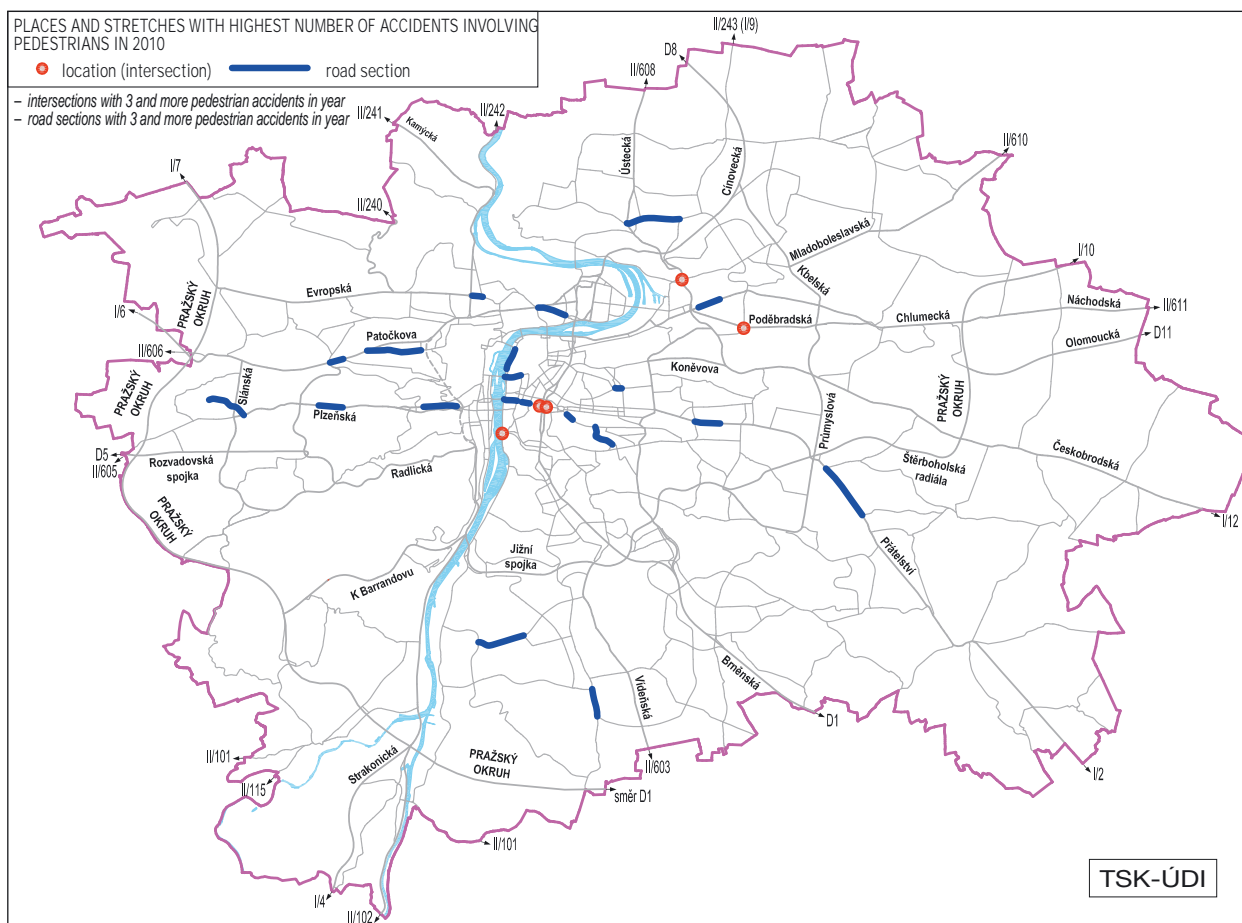 PLACES AND STRETCHES WITH HIGHEST NUMBER OF ACCIDENTS INVOLVING
PEDESTRIANS IN 2010
location (intersection)
road section
– intersections with 3 and more pedestrian accidents in year
– road sections with 3 and more pedestrian accidents in year
II/243 (I/9)
D8
II/608
II/241
II/242
Kamýcká
II/610
Ústecká
Cínovecká
I/7
II/240
Mladoboleslavská
I/10
Kbelská
PRAŽSKÝ
OKRUH
Evropská
Náchodská
II/611
I/6
Poděbradská
Chlumecká
Olomoucká
D11
Patočkova
II/606
Koněvova
PRAŽSKÝ
OKRUH
Slánská
PRAŽSKÝ
OKRUH
Plzeňská
Průmyslová
D5
II/605
Rozvadovská
spojka
Radlická
Štěrboholská
radiála
Českobrodská
PRAŽSKÝ
OKRUH
I/12
Jižní
spojka
K Barrandovu
Přátelství
Vídeňská
Brněnská
D1
II/101
II/115
Strakonická
PRAŽSKÝ
OKRUH
II/603
I/2
směr D1
II/101
I/4
II/102
TSK-ÚDI